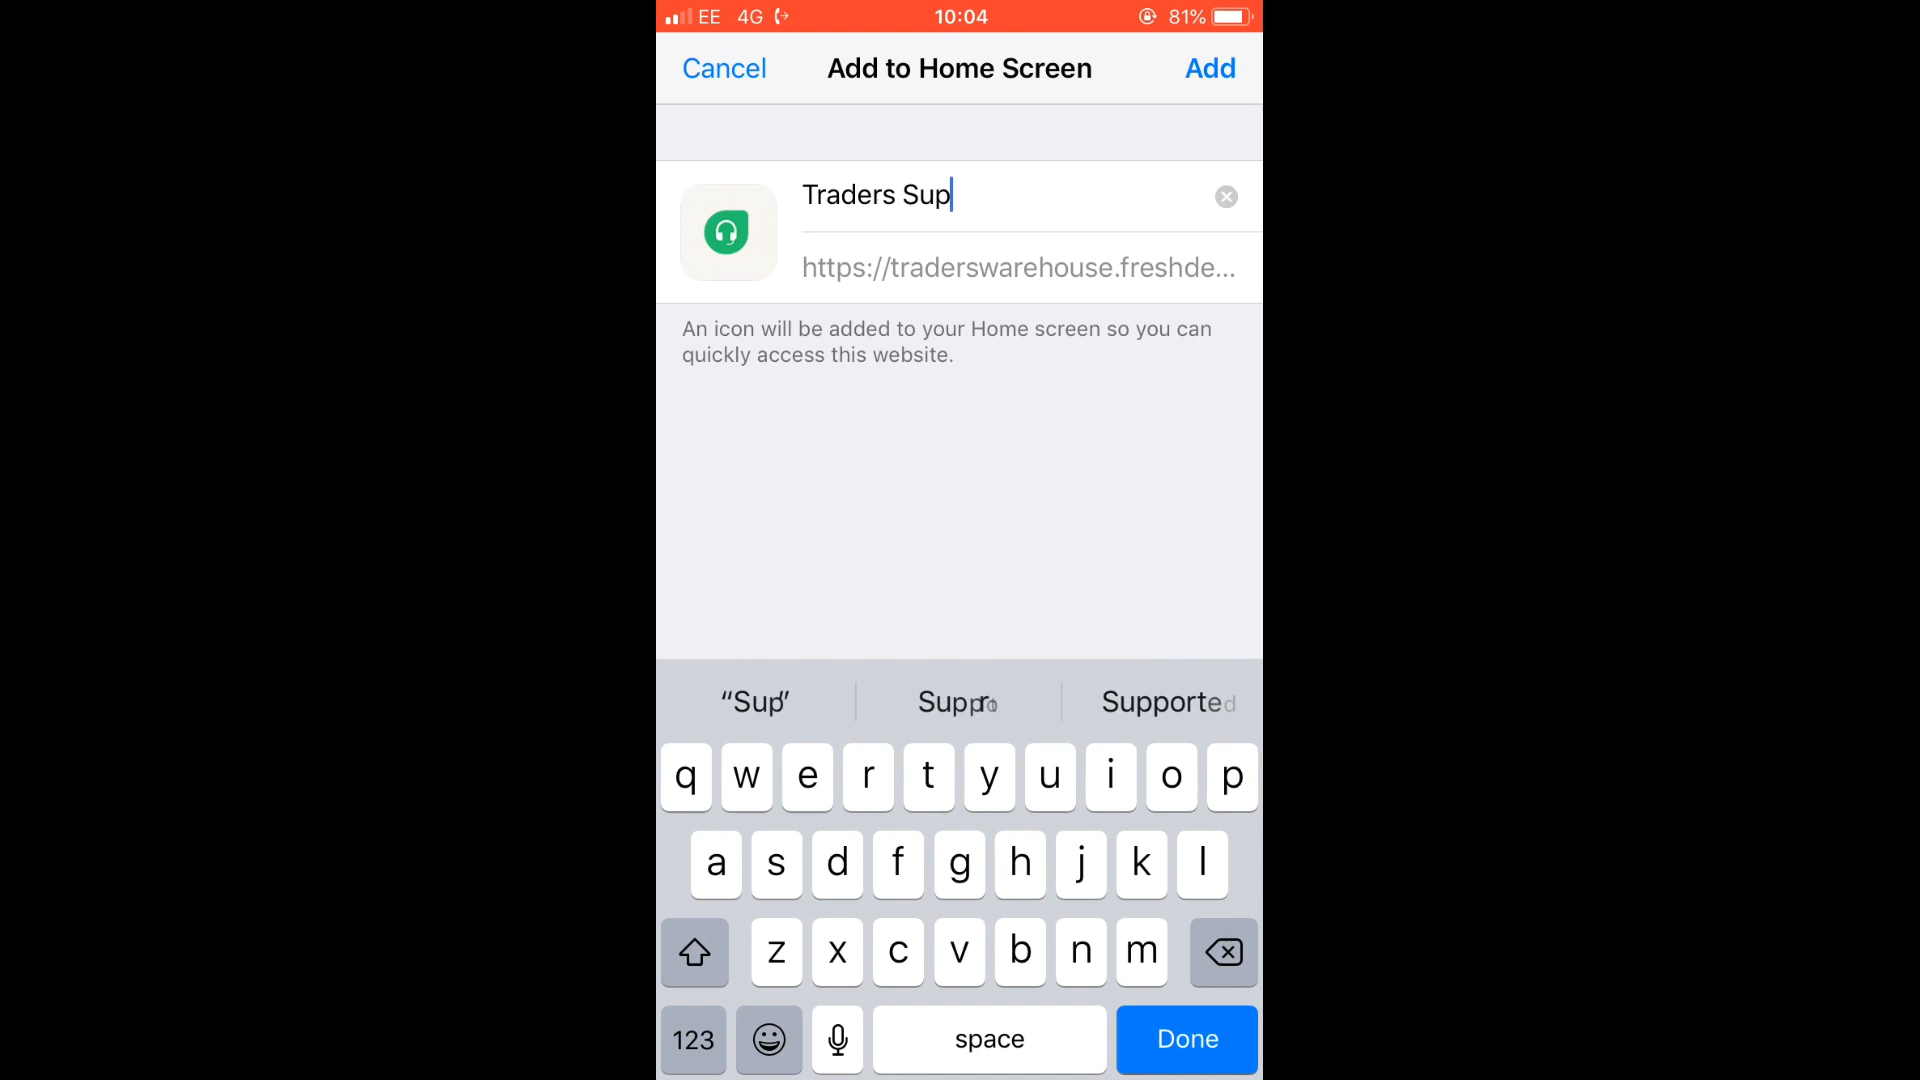 EE 4G 10:04 81%
Cancel Add to Home Screen Add
Traders Sup
https://traderswarehouse.freshde...
An icon will be added to your Home screen so you can
quickly access this website.
“Sup” Supported
q w e r t y u i o p
a s d f g h j k l
z x c v b n m
123 space Done